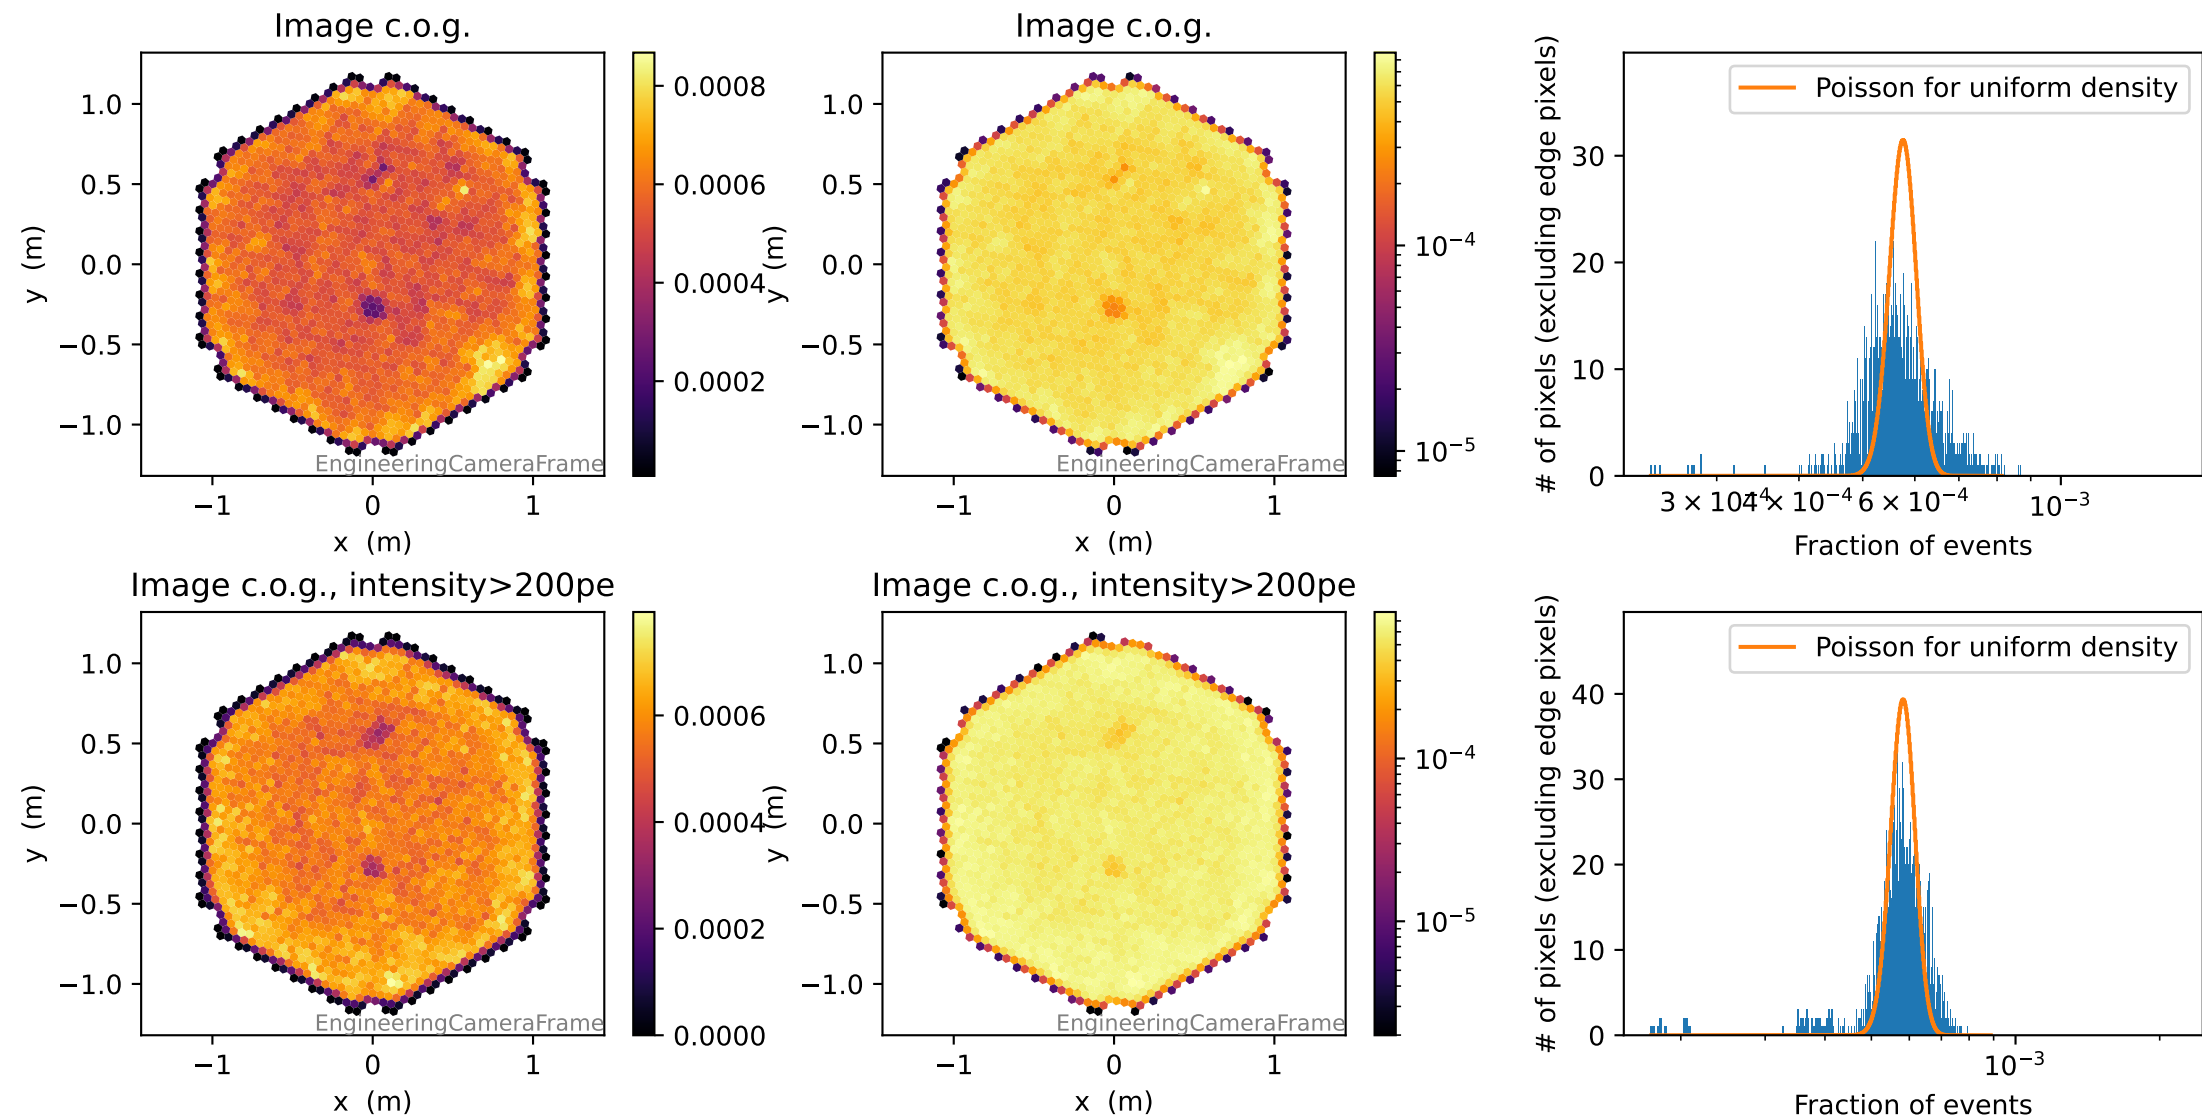 Image c.o.g.
1.0
0.5
0.0
−0.5
−1.0
y (m)
−1
0
1
x (m)
EngineeringCameraFrame
0.0008
0.0006
0.0004
0.0002
Image c.o.g.
1.0
0.5
0.0
−0.5
−1.0
y (m)
−1
0
1
x (m)
EngineeringCameraFrame
10⁻⁴
10⁻⁵
# of pixels (excluding edge pixels)
30
20
10
0
Poisson for uniform density
3 × 10⁻⁴
4 × 10⁻⁴
6 × 10⁻⁴
10⁻³
Fraction of events
Image c.o.g., intensity>200pe
1.0
0.5
0.0
−0.5
−1.0
y (m)
−1
0
1
x (m)
EngineeringCameraFrame
0.0006
0.0004
0.0002
0.0000
Image c.o.g., intensity>200pe
1.0
0.5
0.0
−0.5
−1.0
y (m)
−1
0
1
x (m)
EngineeringCameraFrame
10⁻⁴
10⁻⁵
# of pixels (excluding edge pixels)
40
30
20
10
0
Poisson for uniform density
10⁻³
Fraction of events